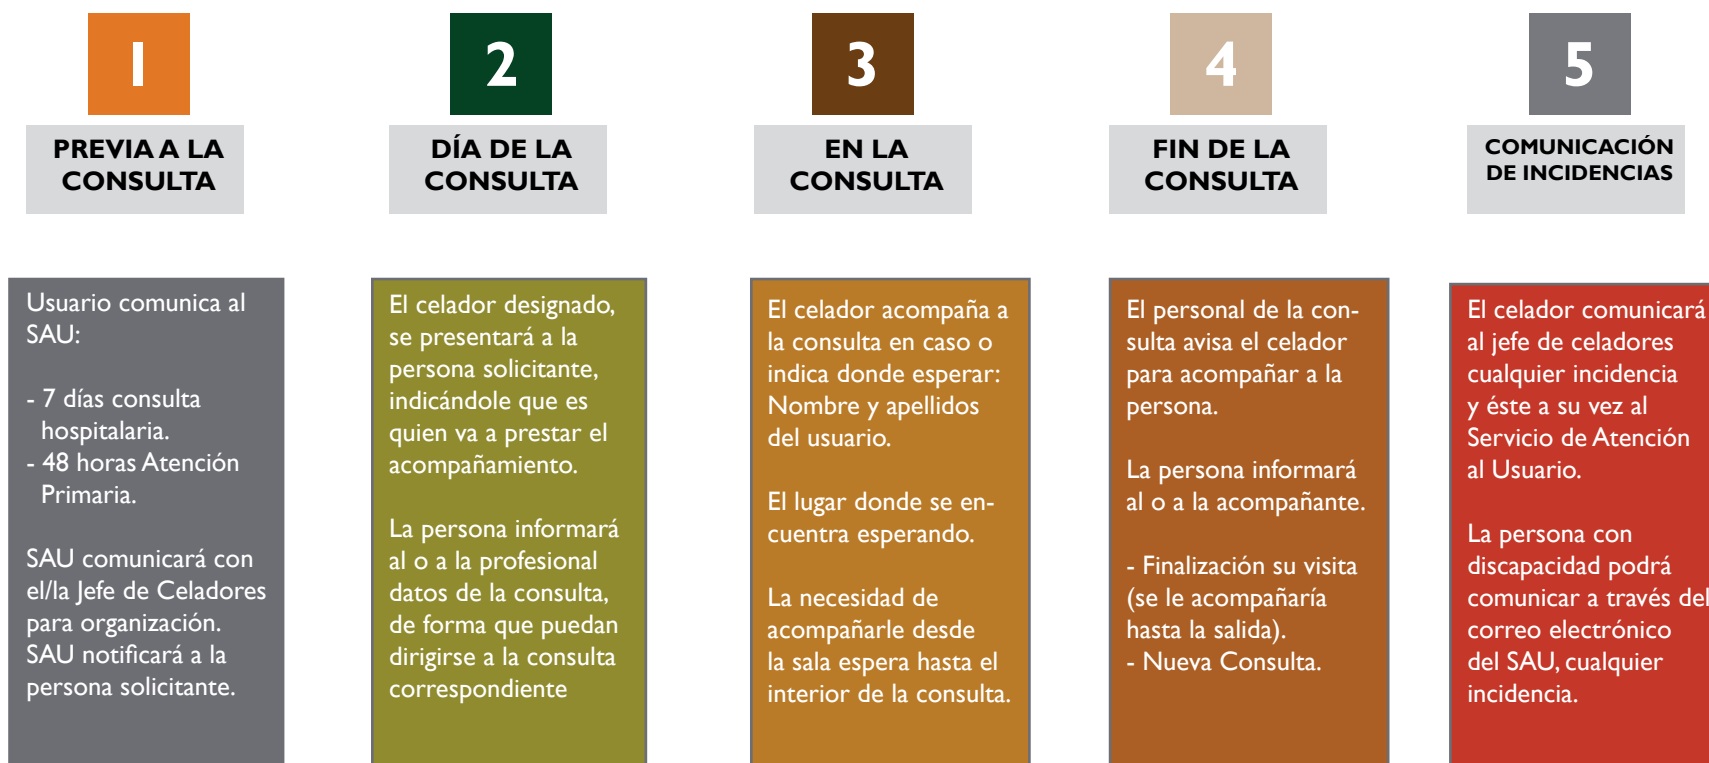 1
PREVIA A LA
CONSULTA
Usuario comunica al
SAU:
- 7 días consulta
hospitalaria.
- 48 horas Atención
Primaria.
SAU comunicará con
el/la Jefe de Celadores
para organización.
SAU notificará a la
persona solicitante.
2
DÍA DE LA
CONSULTA
El celador designado,
se presentará a la
persona solicitante,
indicándole que es
quien va a prestar el
acompañamiento.
La persona informará
al o a la profesional
datos de la consulta,
de forma que puedan
dirigirse a la consulta
correspondiente
3
EN LA
CONSULTA
El celador acompaña a
la consulta en caso o
indica donde esperar:
Nombre y apellidos
del usuario.
El lugar donde se en-
cuentra esperando.
La necesidad de
acompañarle desde
la sala espera hasta el
interior de la consulta.
4
FIN DE LA
CONSULTA
El personal de la con-
sulta avisa el celador
para acompañar a la
persona.
La persona informará
al o a la acompañante.
- Finalización su visita
(se le acompañaría
hasta la salida).
- Nueva Consulta.
5
COMUNICACIÓN
DE INCIDENCIAS
El celador comunicará
al jefe de celadores
cualquier incidencia
y éste a su vez al
Servicio de Atención
al Usuario.
La persona con
discapacidad podrá
comunicar a través del
correo electrónico
del SAU, cualquier
incidencia.